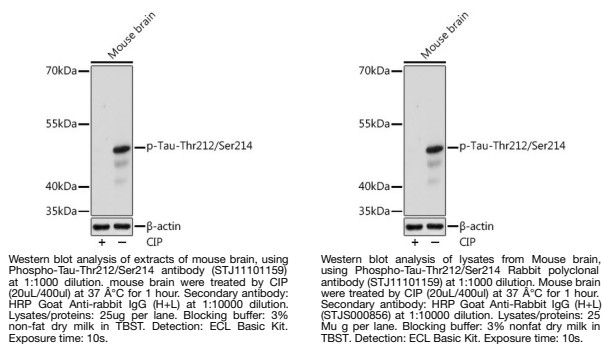 Mouse brain
70kDa
55kDa
p-Tau-Thr212/Ser214
40kDa
35kDa
β-actin
+ − CIP
Western blot analysis of extracts of mouse brain, using
Phospho-Tau-Thr212/Ser214 antibody (STJ11101159)
at 1:1000 dilution. mouse brain were treated by CIP
(20uL/400ul) at 37 Â°C for 1 hour. Secondary antibody:
HRP Goat Anti-rabbit IgG (H+L) at 1:10000 dilution.
Lysates/proteins: 25ug per lane. Blocking buffer: 3%
non-fat dry milk in TBST. Detection: ECL Basic Kit.
Exposure time: 10s.
Mouse brain
70kDa
55kDa
p-Tau-Thr212/Ser214
40kDa
35kDa
β-actin
+ − CIP
Western blot analysis of lysates from Mouse brain,
using Phospho-Tau-Thr212/Ser214 Rabbit polyclonal
antibody (STJ11101159) at 1:1000 dilution. Mouse brain
were treated by CIP (20uL/400ul) at 37 Â°C for 1 hour.
Secondary antibody: HRP Goat Anti-Rabbit IgG (H+L)
(STJS000856) at 1:10000 dilution. Lysates/proteins: 25
Mu g per lane. Blocking buffer: 3% nonfat dry milk in
TBST. Detection: ECL Basic Kit. Exposure time: 10s.